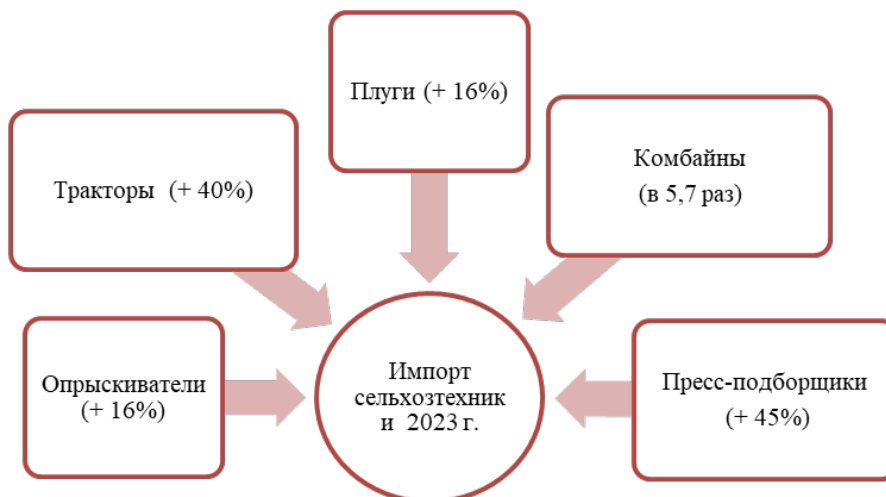 Плуги (+ 16%)
Тракторы (+ 40%)
Комбайны
(в 5,7 раз)
Опрыскиватели
(+ 16%)
Импорт
сельхозтехник
и 2023 г.
Пресс-подборщики
(+ 45%)